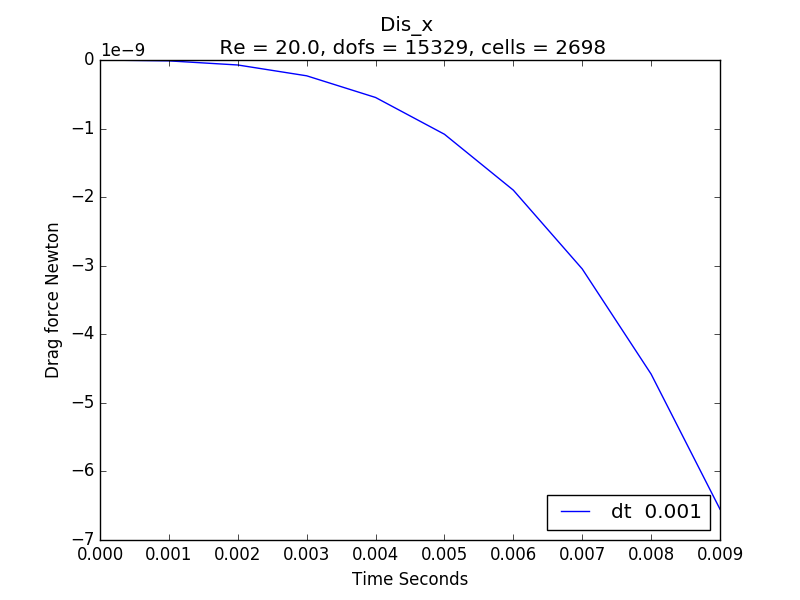 Dis_x
Re = 20.0, dofs = 15329, cells = 2698
1e−9
0
−1
−2
−3
−4
−5
−6
−7
Drag force Newton
dt 0.001
0.000 0.001 0.002 0.003 0.004 0.005 0.006 0.007 0.008 0.009
Time Seconds